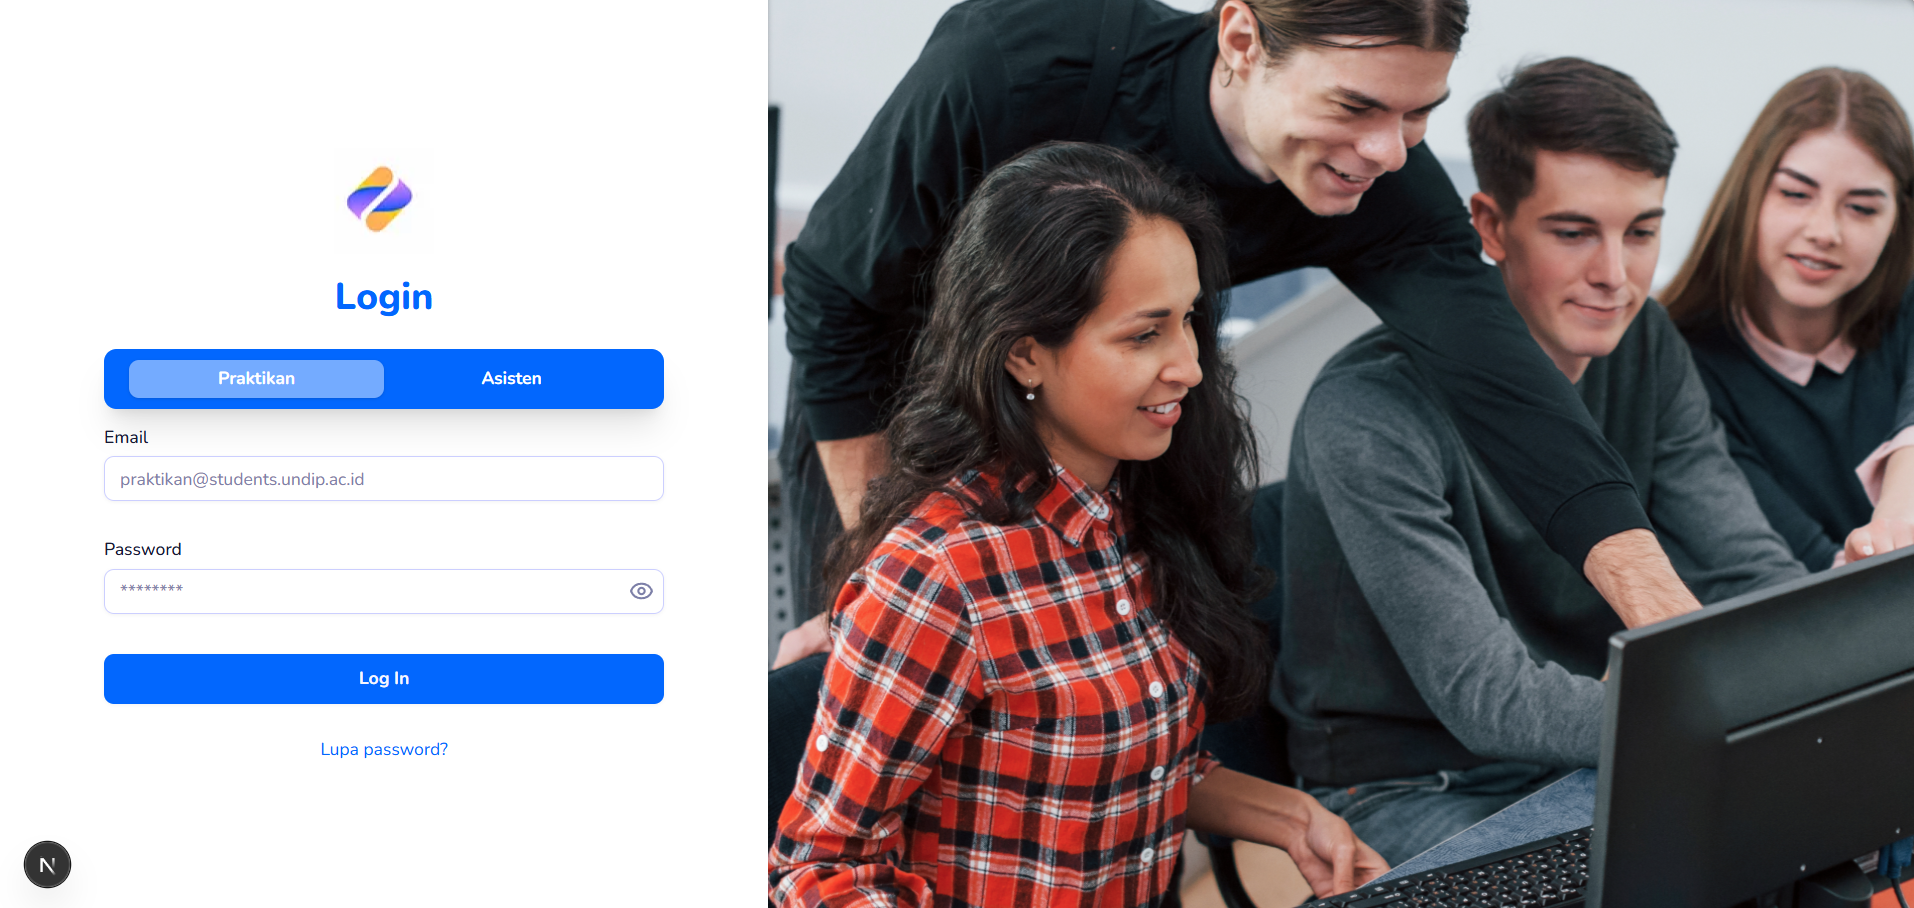 Login
Praktikan
Asisten
Email
praktikan@students.undip.ac.id
Password
********
Log In
Lupa password?
N